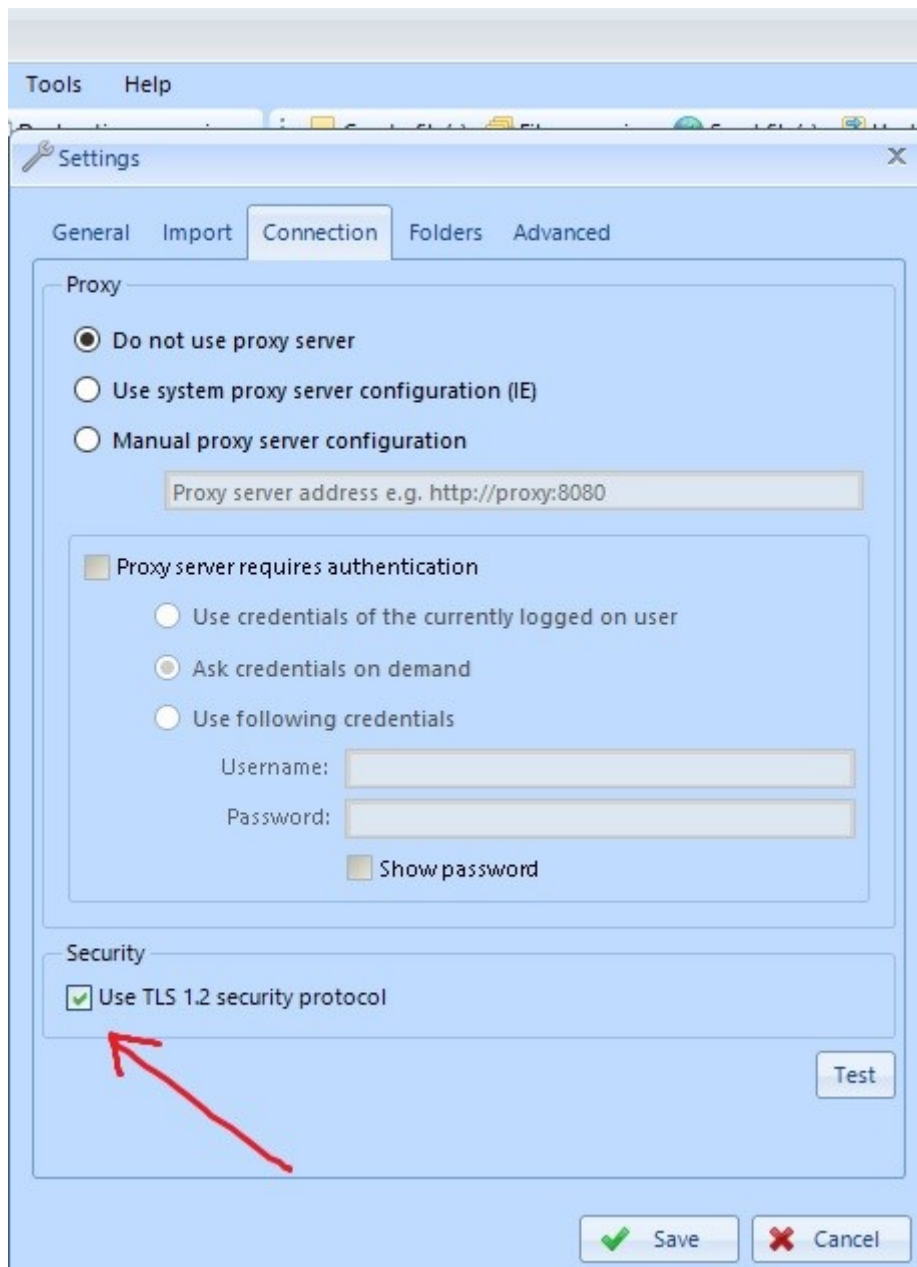 Tools Help
Settings
General Import Connection Folders Advanced
Proxy
Do not use proxy server
Use system proxy server configuration (IE)
Manual proxy server configuration
Proxy server address e.g. http://proxy:8080
Proxy server requires authentication
Use credentials of the currently logged on user
Ask credentials on demand
Use following credentials
Username:
Password:
Show password
Security
Use TLS 1.2 security protocol
Test
Save Cancel